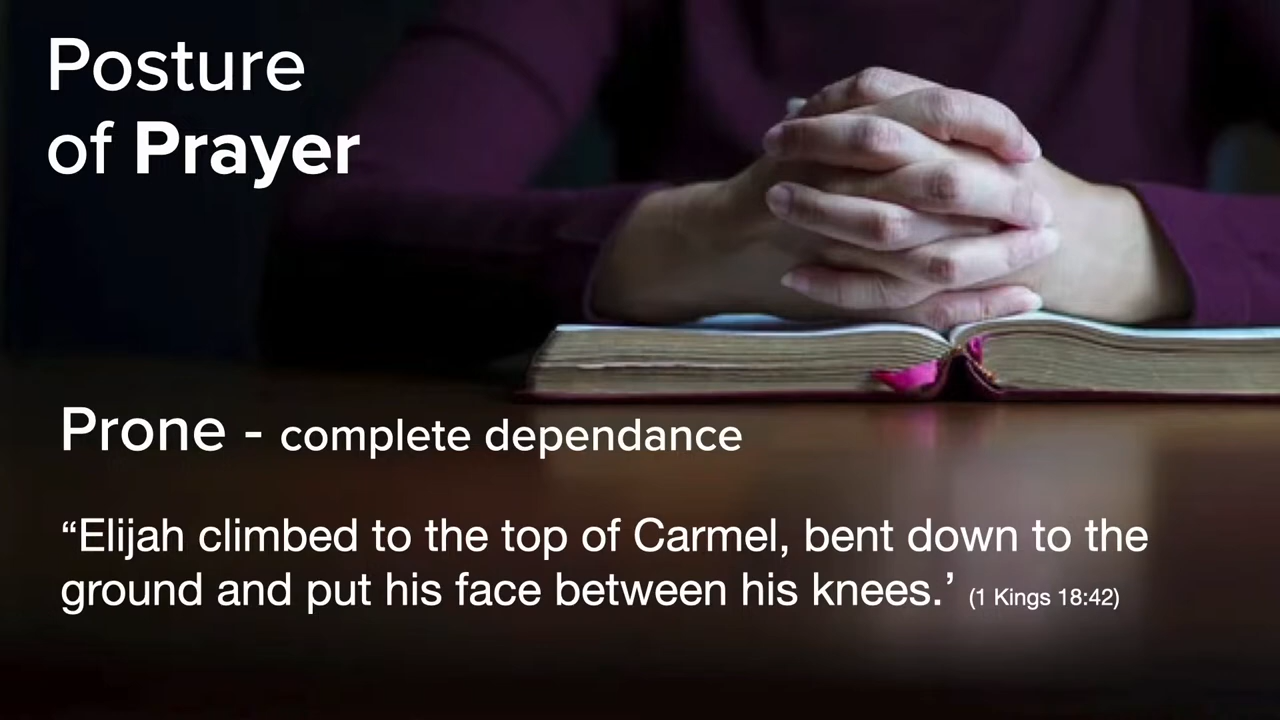 Posture
of Prayer
Prone - complete dependance
“Elijah climbed to the top of Carmel, bent down to the
ground and put his face between his knees.’ (1 Kings 18:42)